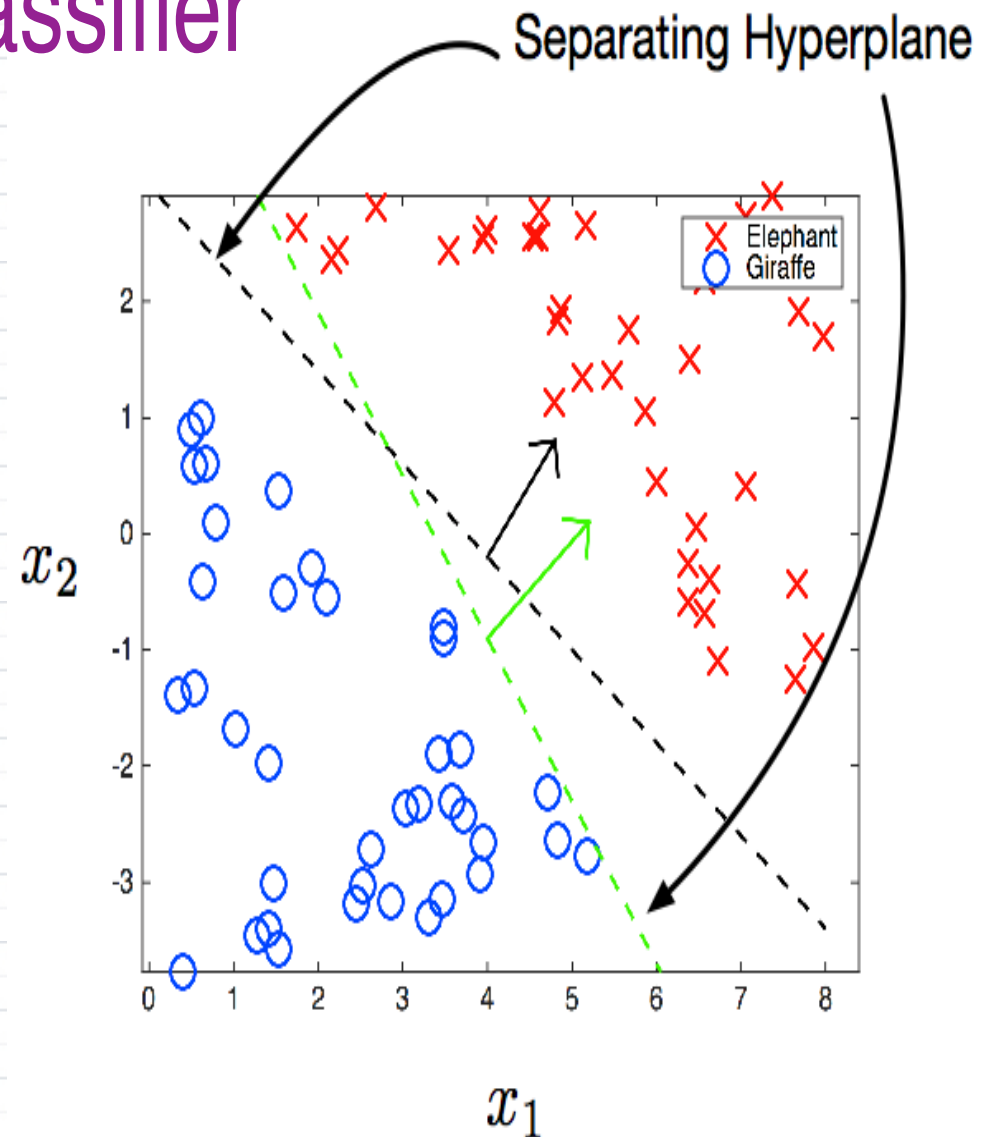 assifier
Separating Hyperplane
Elephant
Giraffe
2
1
0
-1
-2
-3
x2
0 1 2 3 4 5 6 7 8
x1